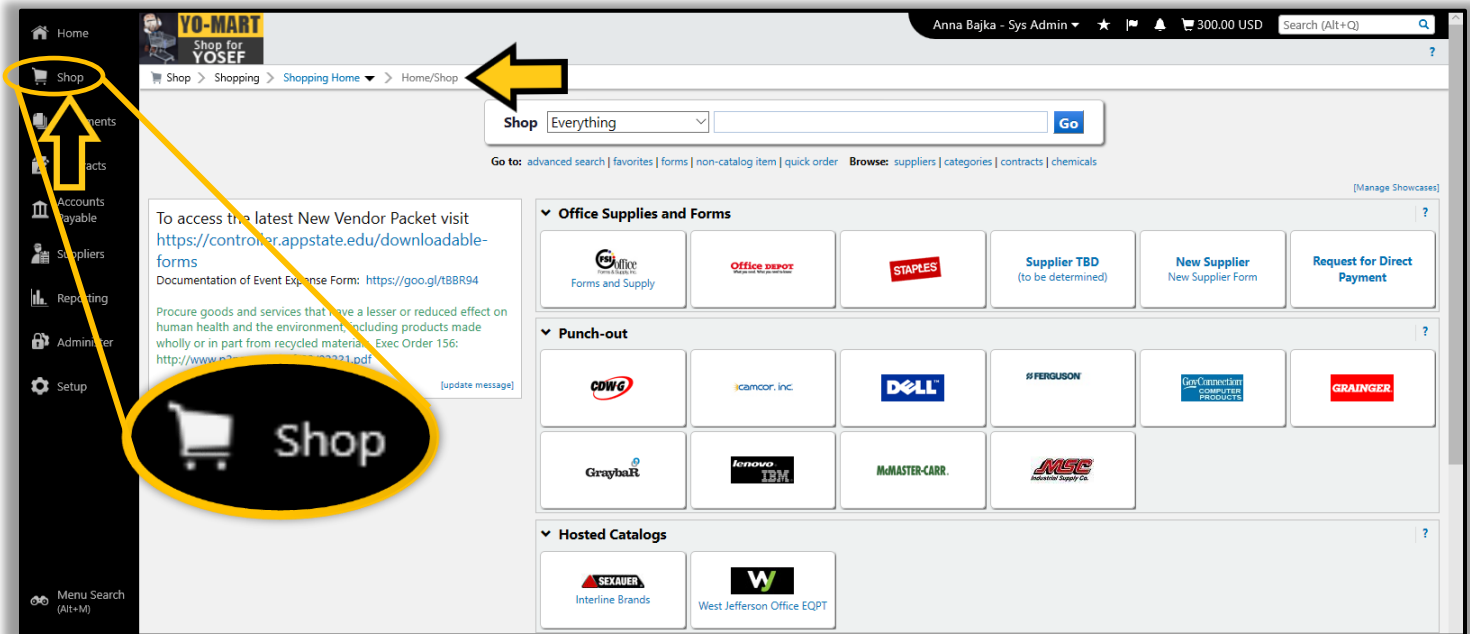 Home
Shop
Accounts
Payable
Suppliers
Reporting
Administer
Setup
Menu Search
(Alt+M)
YO-MART
Shop for
YOSEF
Anna Bajka - Sys Admin
300.00 USD
Search (Alt+Q)
?
Shop > Shopping > Shopping Home > Home/Shop
Shop Everything Go
Go to: advanced search | favorites | forms | non-catalog item | quick order Browse: suppliers | categories | contracts | chemicals
[Manage Showcases]
To access the latest New Vendor Packet visit
https://controller.appstate.edu/downloadable-
forms
Documentation of Event Expense Form: https://goo.gl/tBBR94
Procure goods and services that have a lesser or reduced effect on
human health and the environment, including products made
wholly or in part from recycled material. Exec Order 156:
[update message]
Shop
Office Supplies and Forms ?
FSIoffice
Forms & Supply, Inc.
Forms and Supply
Office DEPOT
STAPLES
Supplier TBD
(to be determined)
New Supplier
New Supplier Form
Request for Direct
Payment
Punch-out ?
CDW-G
camcor. inc.
DELL
FERGUSON
GovConnection
COMPUTER
PRODUCTS
GRAINGER
GraybaR
lenovo
IBM
McMASTER-CARR.
MSC
Industrial Supply Co.
Hosted Catalogs ?
SEXAUER
Interline Brands
WJ
West Jefferson Office EQPT